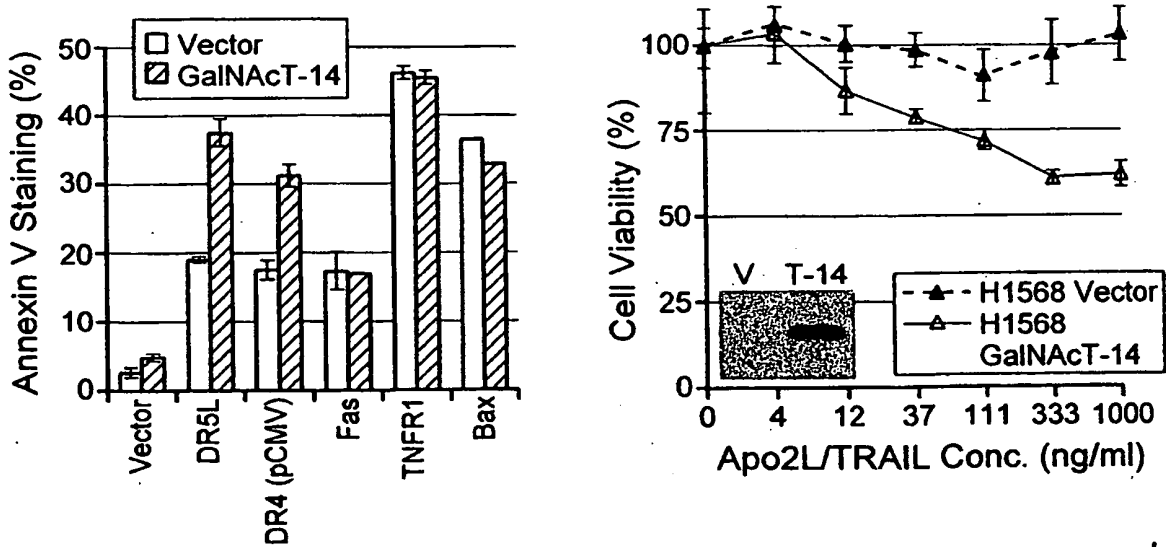 Vector
GalNAcT-14
Annexin V Staining (%)
50
40
30
20
10
0
Vector
DR5L
DR4 (pCMV)
Fas
TNFR1
Bax
Cell Viability (%)
100
75
50
25
0
V T-14
H1568 Vector
H1568
GalNAcT-14
0 4 12 37 111 333 1000
Apo2L/TRAIL Conc. (ng/ml)